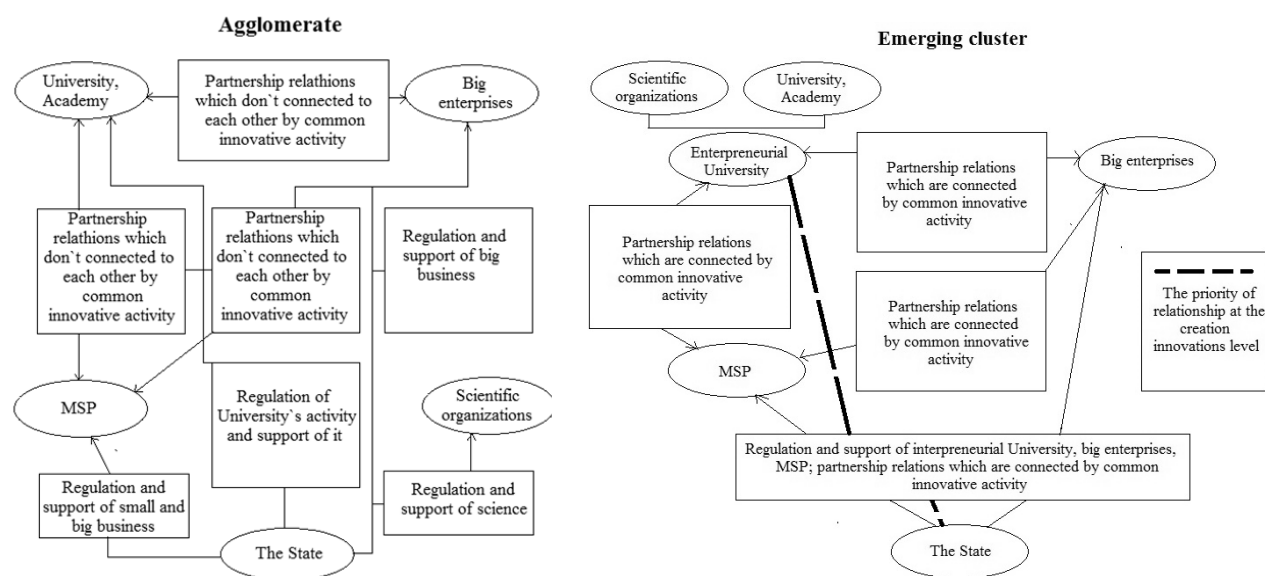 Agglomerate
University,
Academy
Partnership relathions
which don`t connected to
each other by common
innovative activity
Big
enterprises
Partnership
relathions which
don`t connected to
each other by
common
innovative activity
Partnership
relathions which
don`t connected to
each other by
common
innovative activity
Regulation and
support of big
business
MSP
Regulation of
University`s activity
and support of it
Scientific
organizations
Regulation and
support of small and
big business
Regulation and
support of science
The State
Emerging cluster
Scientific
organizations
University,
Academy
Enterpreneurial
University
Partnership relations
which are connected
by common innovative
activity
Big enterprises
Partnership relations
which are connected by
common innovative
activity
Partnership relations
which are connected
by common innovative
activity
The priority of
relationship at the
creation
innovations level
MSP
Regulation and support of interpreneurial University, big enterprises,
MSP; partnership relations which are connected by common
innovative activity
The State